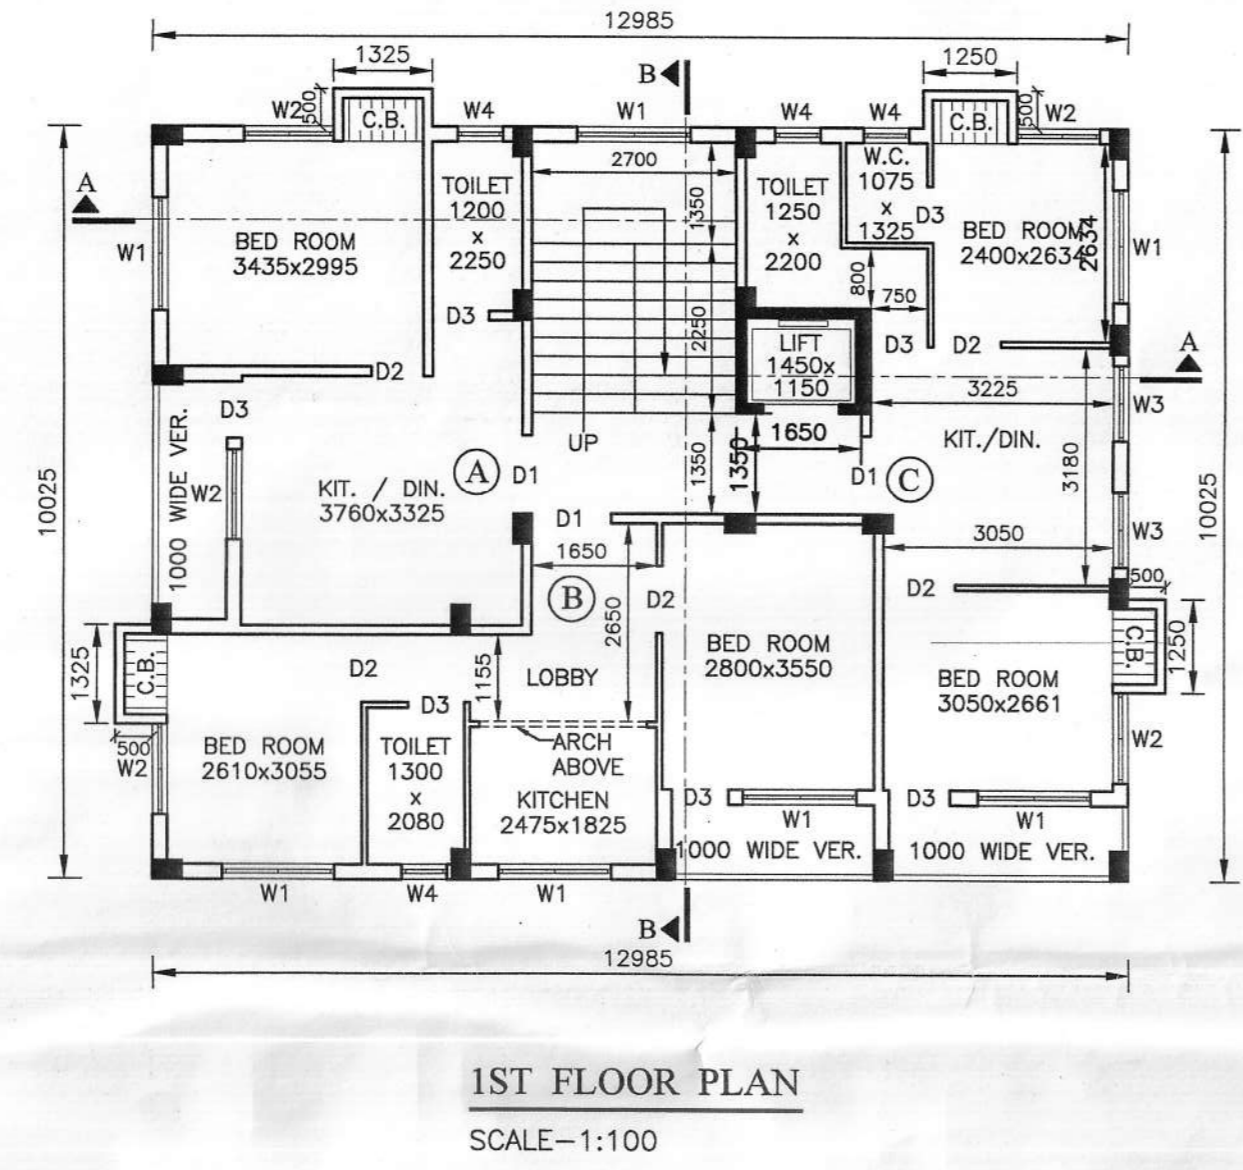 12985
1325
B
1250
500
W2
C.B.
W4
W1
W4
W4
C.B.
500
W2
2700
W.C.
1075
x
1325
A
TOILET
1200
x
2250
1350
TOILET
1250
x
2200
D3
W1
BED ROOM
3435x2995
BED ROOM
2400x2634
2634
W1
800
750
D3
2250
LIFT
1450x
1150
D3
D2
A
D2
3225
W3
D3
1000 WIDE VER.
UP
1650
KIT./DIN.
10025
W2
KIT. / DIN.
3760x3325
A
D1
1350
1350
D1
C
3180
10025
D1
3050
W3
1650
B
D2
D2
500
2650
1325
C.B.
D2
1155
LOBBY
BED ROOM
2800x3550
BED ROOM
3050x2661
C.B.
1250
D3
500
W2
BED ROOM
2610x3055
TOILET
1300
x
2080
ARCH
ABOVE
W2
KITCHEN
2475x1825
D3
W1
D3
W1
1000 WIDE VER.
1000 WIDE VER.
W1
W4
W1
B
12985
1ST FLOOR PLAN
SCALE-1:100